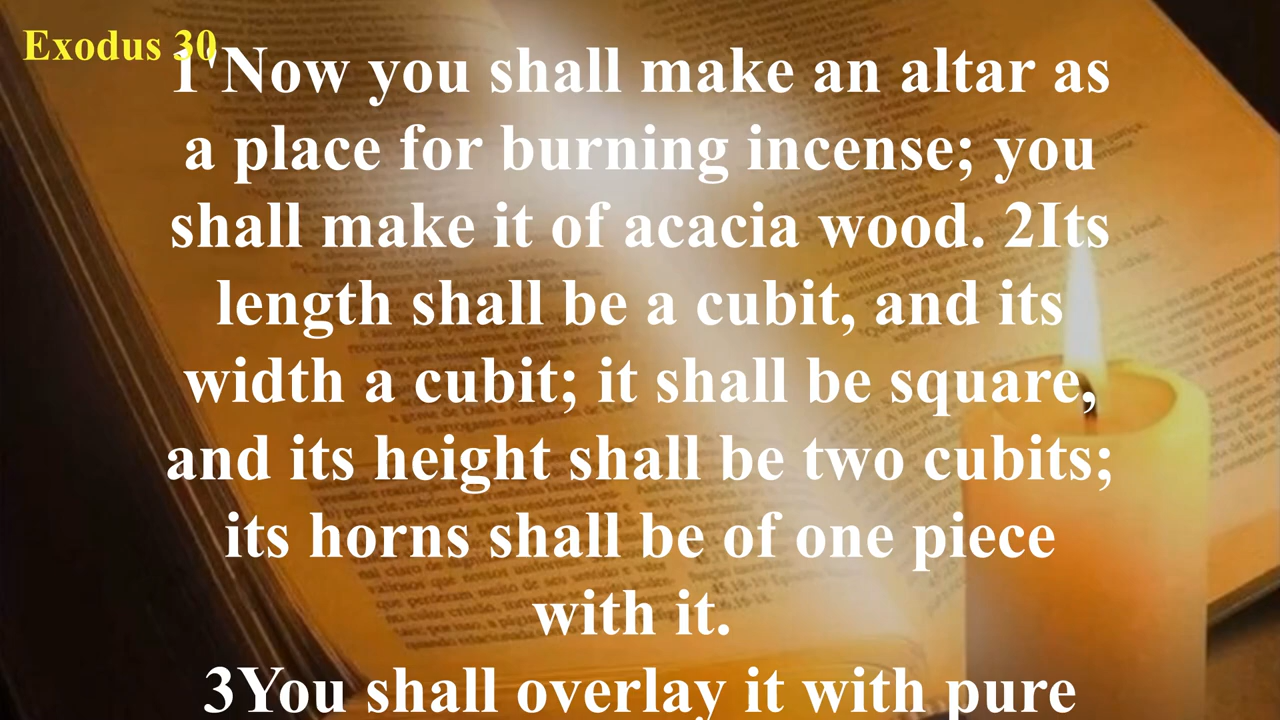 Exodus 30
1"Now you shall make an altar as
a place for burning incense; you
shall make it of acacia wood. 2Its
length shall be a cubit, and its
width a cubit; it shall be square,
and its height shall be two cubits;
its horns shall be of one piece
with it.
3You shall overlay it with pure